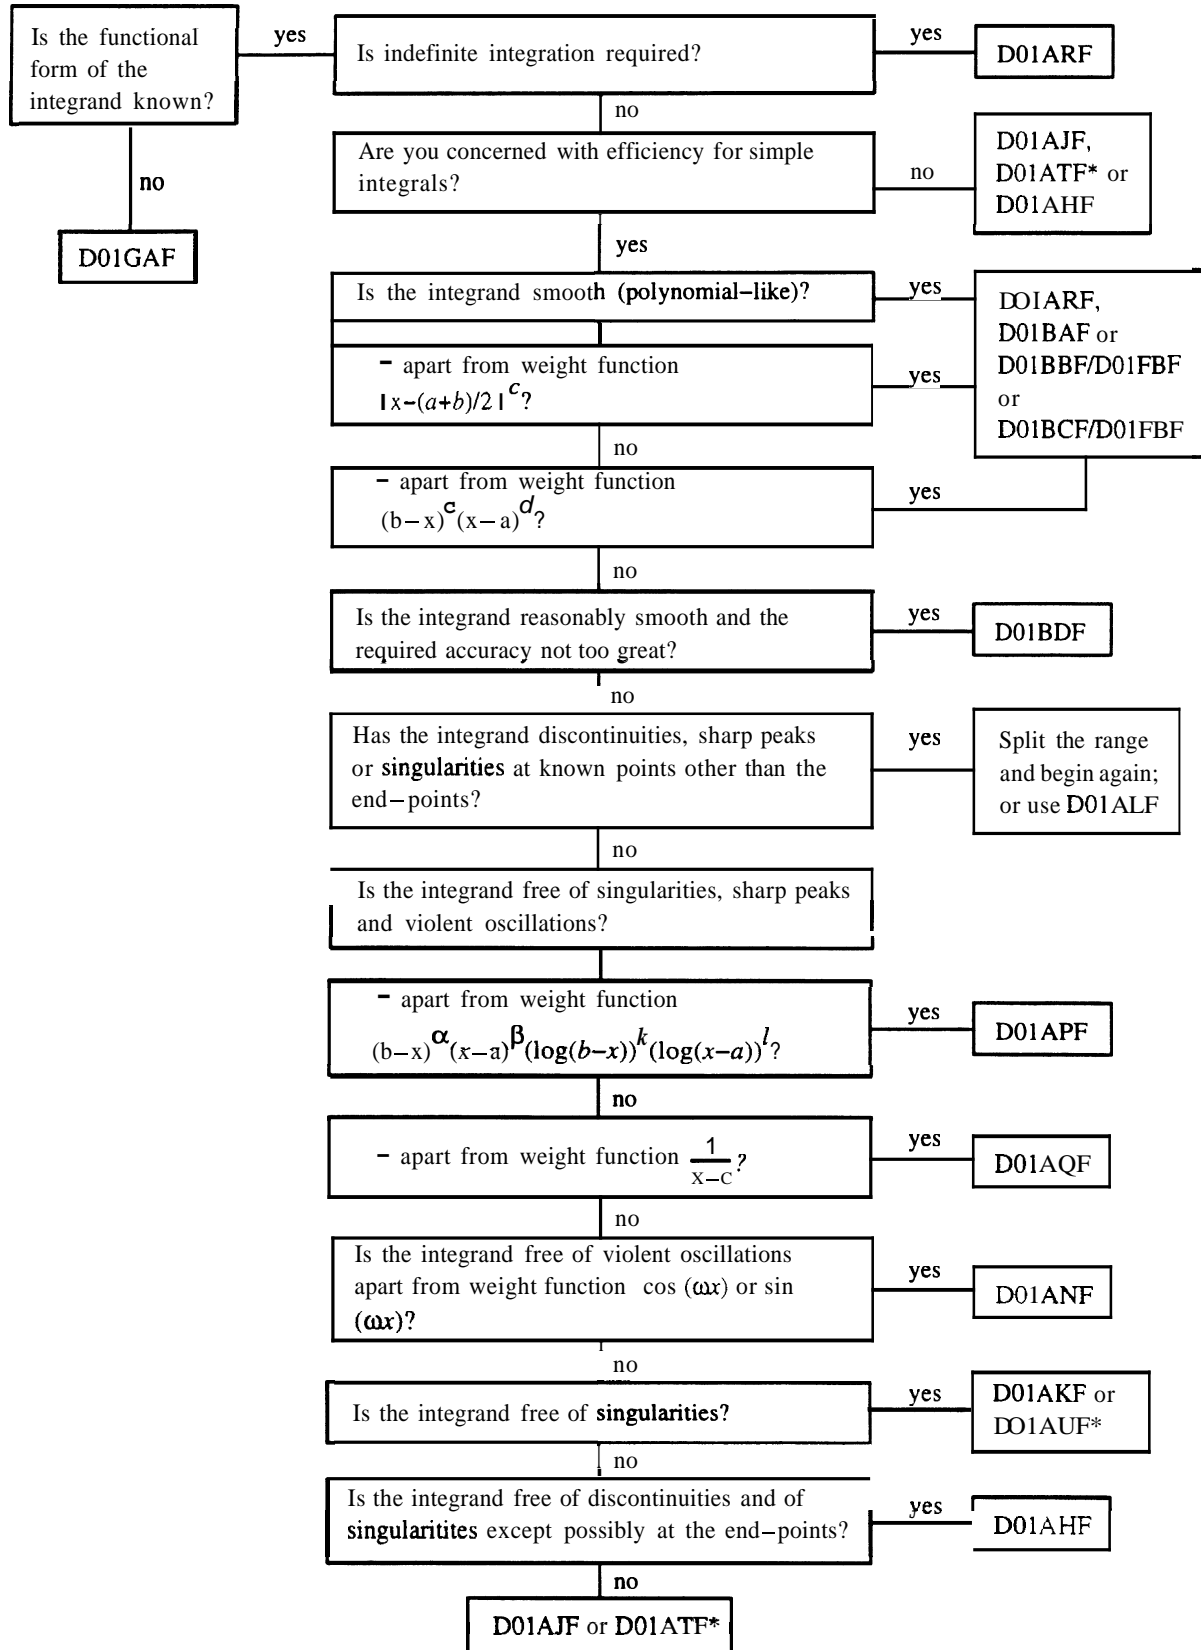 Is the functional
form of the
integrand known?
yes
Is indefinite integration required?
yes
D01ARF
no
no
Are you concerned with efficiency for simple
integrals?
no
D01AJF,
D01ATF* or
D01AHF
D01GAF
yes
Is the integrand smooth (polynomial–like)?
yes
DOIARF,
D01BAF or
D01BBF/D01FBF
or
D01BCF/D01FBF
– apart from weight function
|x–(a+b)/2|^c?
yes
no
– apart from weight function
(b–x)^c(x–a)^d?
yes
no
Is the integrand reasonably smooth and the
required accuracy not too great?
yes
D01BDF
no
Has the integrand discontinuities, sharp peaks
or singularities at known points other than the
end–points?
yes
Split the range
and begin again;
or use D01ALF
no
Is the integrand free of singularities, sharp peaks
and violent oscillations?
– apart from weight function
(b–x)^α(x–a)^β(log(b–x))^k(log(x–a))^l?
yes
D01APF
no
– apart from weight function 1/(x–c)?
yes
D01AQF
no
Is the integrand free of violent oscillations
apart from weight function cos (ωx) or sin
(ωx)?
yes
D01ANF
no
Is the integrand free of singularities?
yes
D01AKF or
DO1AUF*
no
Is the integrand free of discontinuities and of
singularitites except possibly at the end–points?
yes
D01AHF
no
D01AJF or D01ATF*